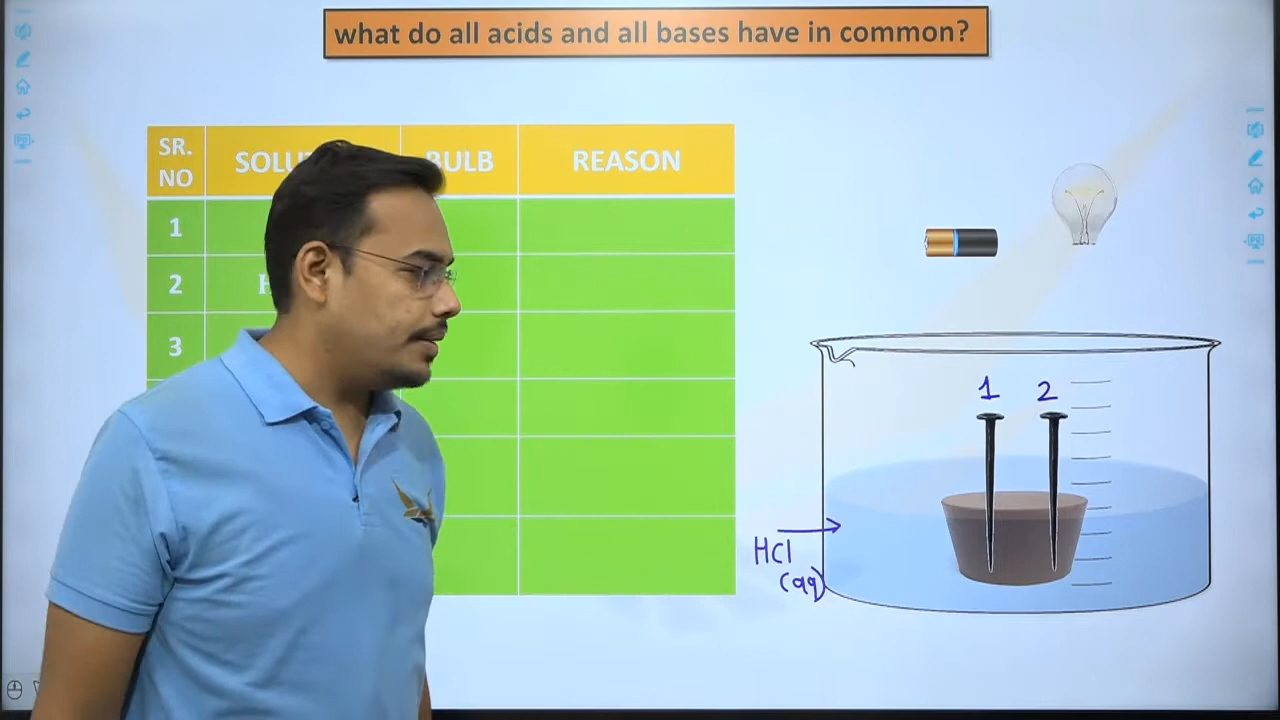 what do all acids and all bases have in common?
SR.
NO
BULB
REASON
1
2
3
1 2
HCl
(aq)